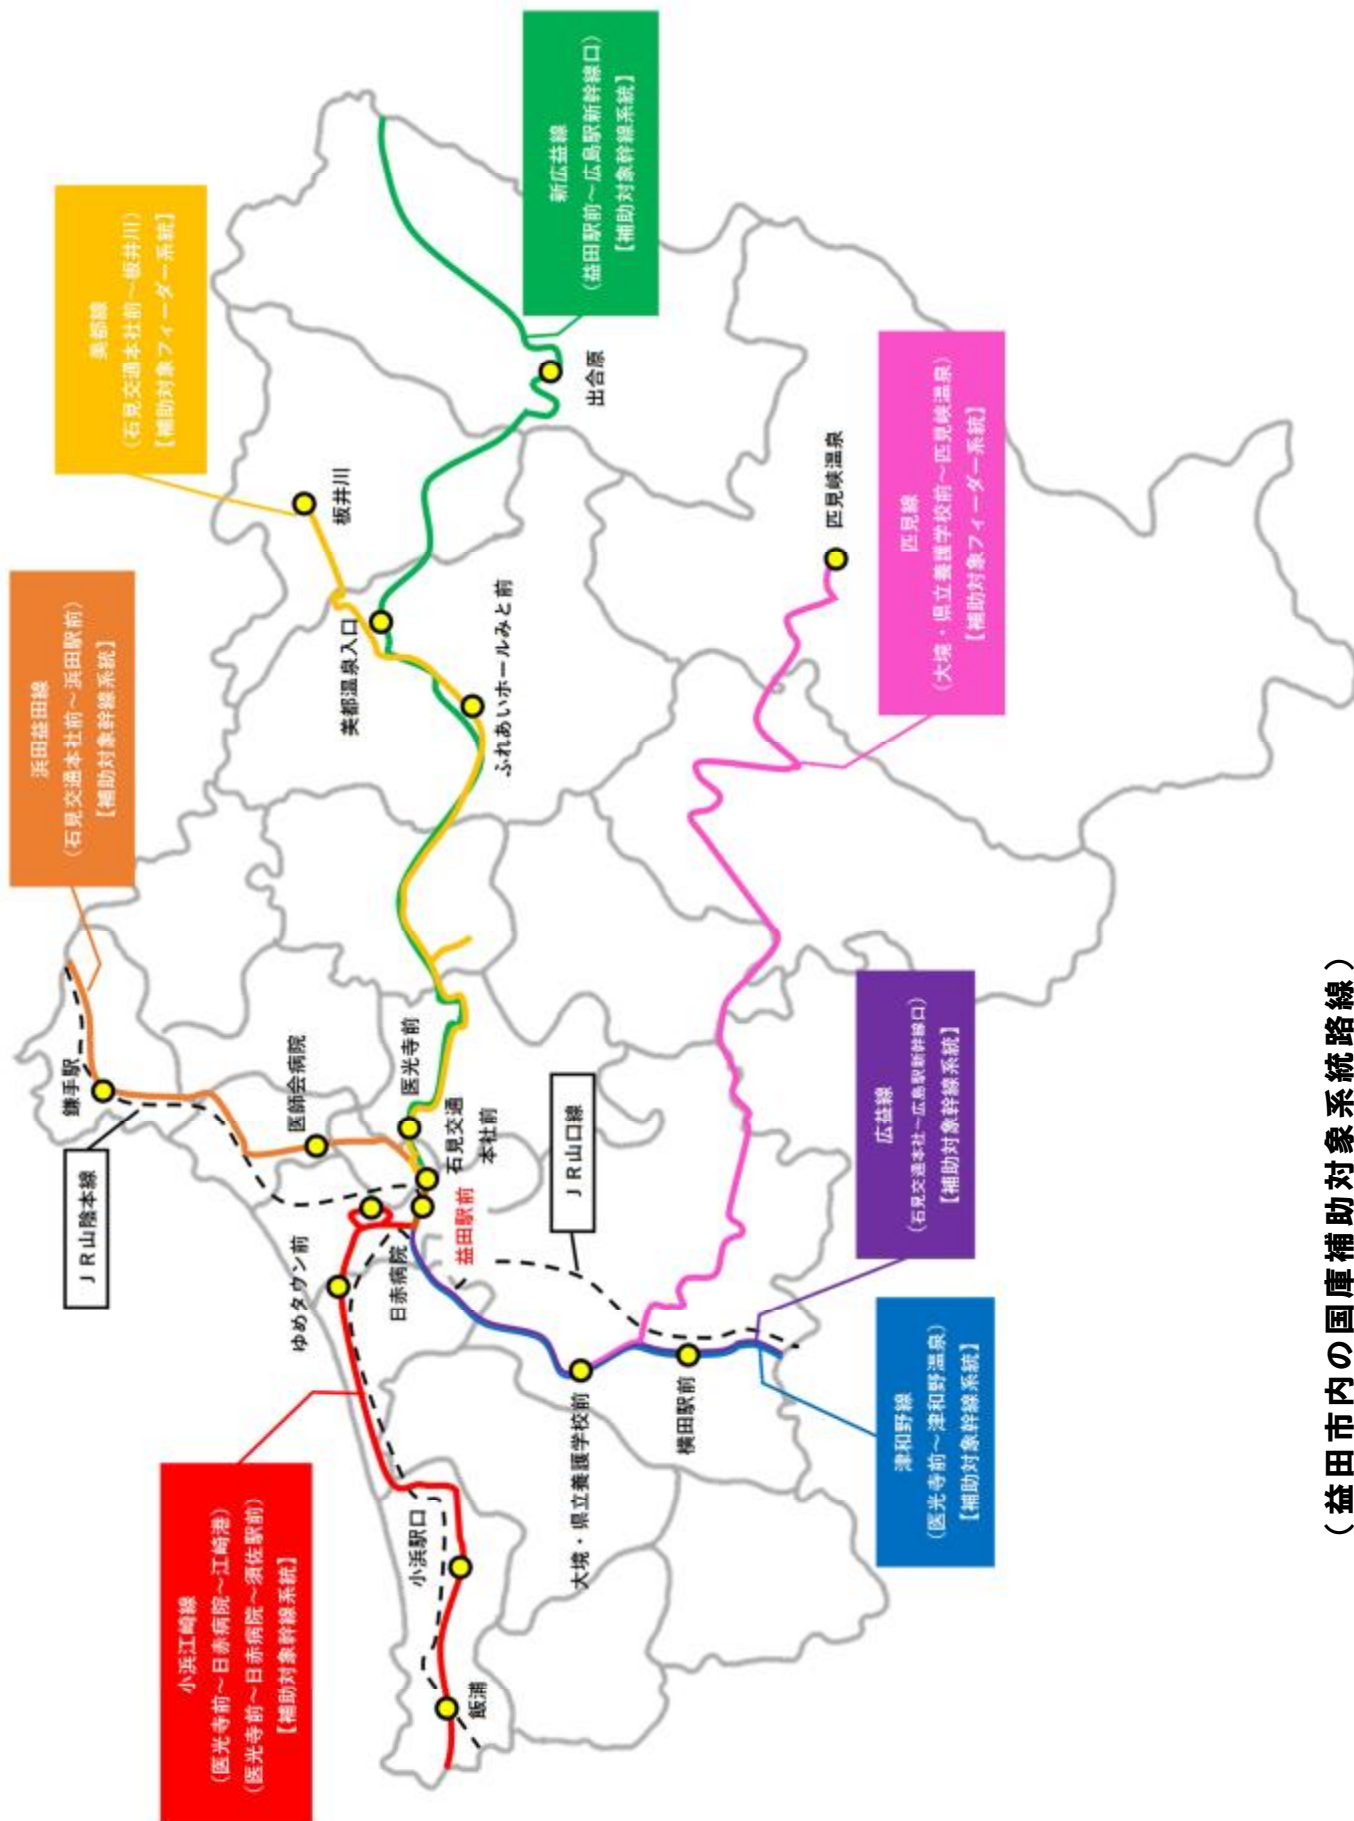 (益田市内の国庫補助対象系統路線)
小浜江崎線
(医光寺前～日赤病院～江崎港)
(医光寺前～日赤病院～須佐駅前)
【補助対象幹線系統】
JR山陰本線
浜田益田線
(石見交通本社前～浜田駅前)
【補助対象幹線系統】
美都線
(石見交通本社前～板井川)
【補助対象フィーダー系統】
新広益線
(益田駅前～広島駅新幹線口)
【補助対象幹線系統】
鎌手駅
医師会病院
板井川
美都温泉入口
ゆめタウン前
日赤病院
医光寺前
石見交通
本社前
益田駅前
ふれあいホールみと前
出合原
小浜駅口
飯浦
JR山口線
大境・県立養護学校前
横田駅前
匹見峡温泉
津和野線
(医光寺前～津和野温泉)
【補助対象幹線系統】
広益線
(石見交通本社～広島駅新幹線口)
【補助対象幹線系統】
匹見線
(大境・県立養護学校前～匹見峡温泉)
【補助対象フィーダー系統】